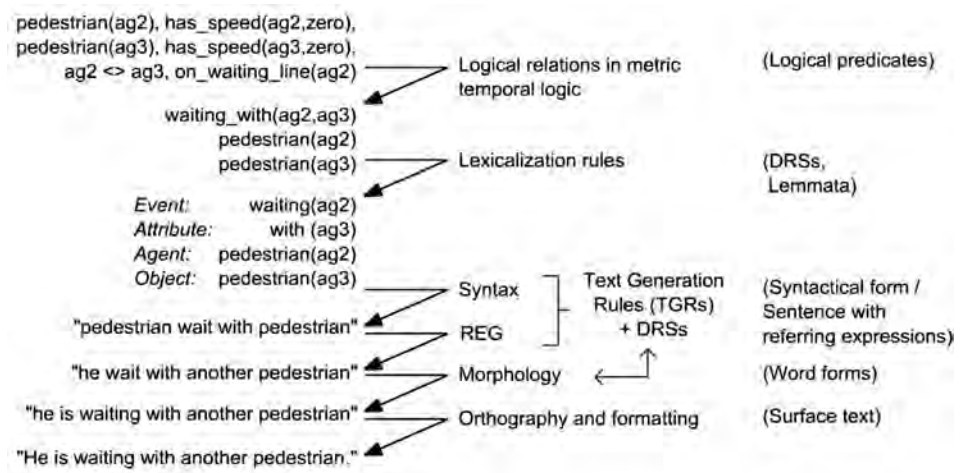 pedestrian(ag2), has_speed(ag2,zero),
pedestrian(ag3), has_speed(ag3,zero),
ag2 <> ag3, on_waiting_line(ag2)
Logical relations in metric
temporal logic
(Logical predicates)
waiting_with(ag2,ag3)
pedestrian(ag2)
pedestrian(ag3)
Lexicalization rules
(DRSs,
Lemmata)
Event: waiting(ag2)
Attribute: with (ag3)
Agent: pedestrian(ag2)
Object: pedestrian(ag3)
Syntax
Text Generation
Rules (TGRs)
+ DRSs
(Syntactical form /
Sentence with
referring expressions)
"pedestrian wait with pedestrian"
REG
"he wait with another pedestrian"
Morphology
(Word forms)
"he is waiting with another pedestrian"
Orthography and formatting
(Surface text)
"He is waiting with another pedestrian."